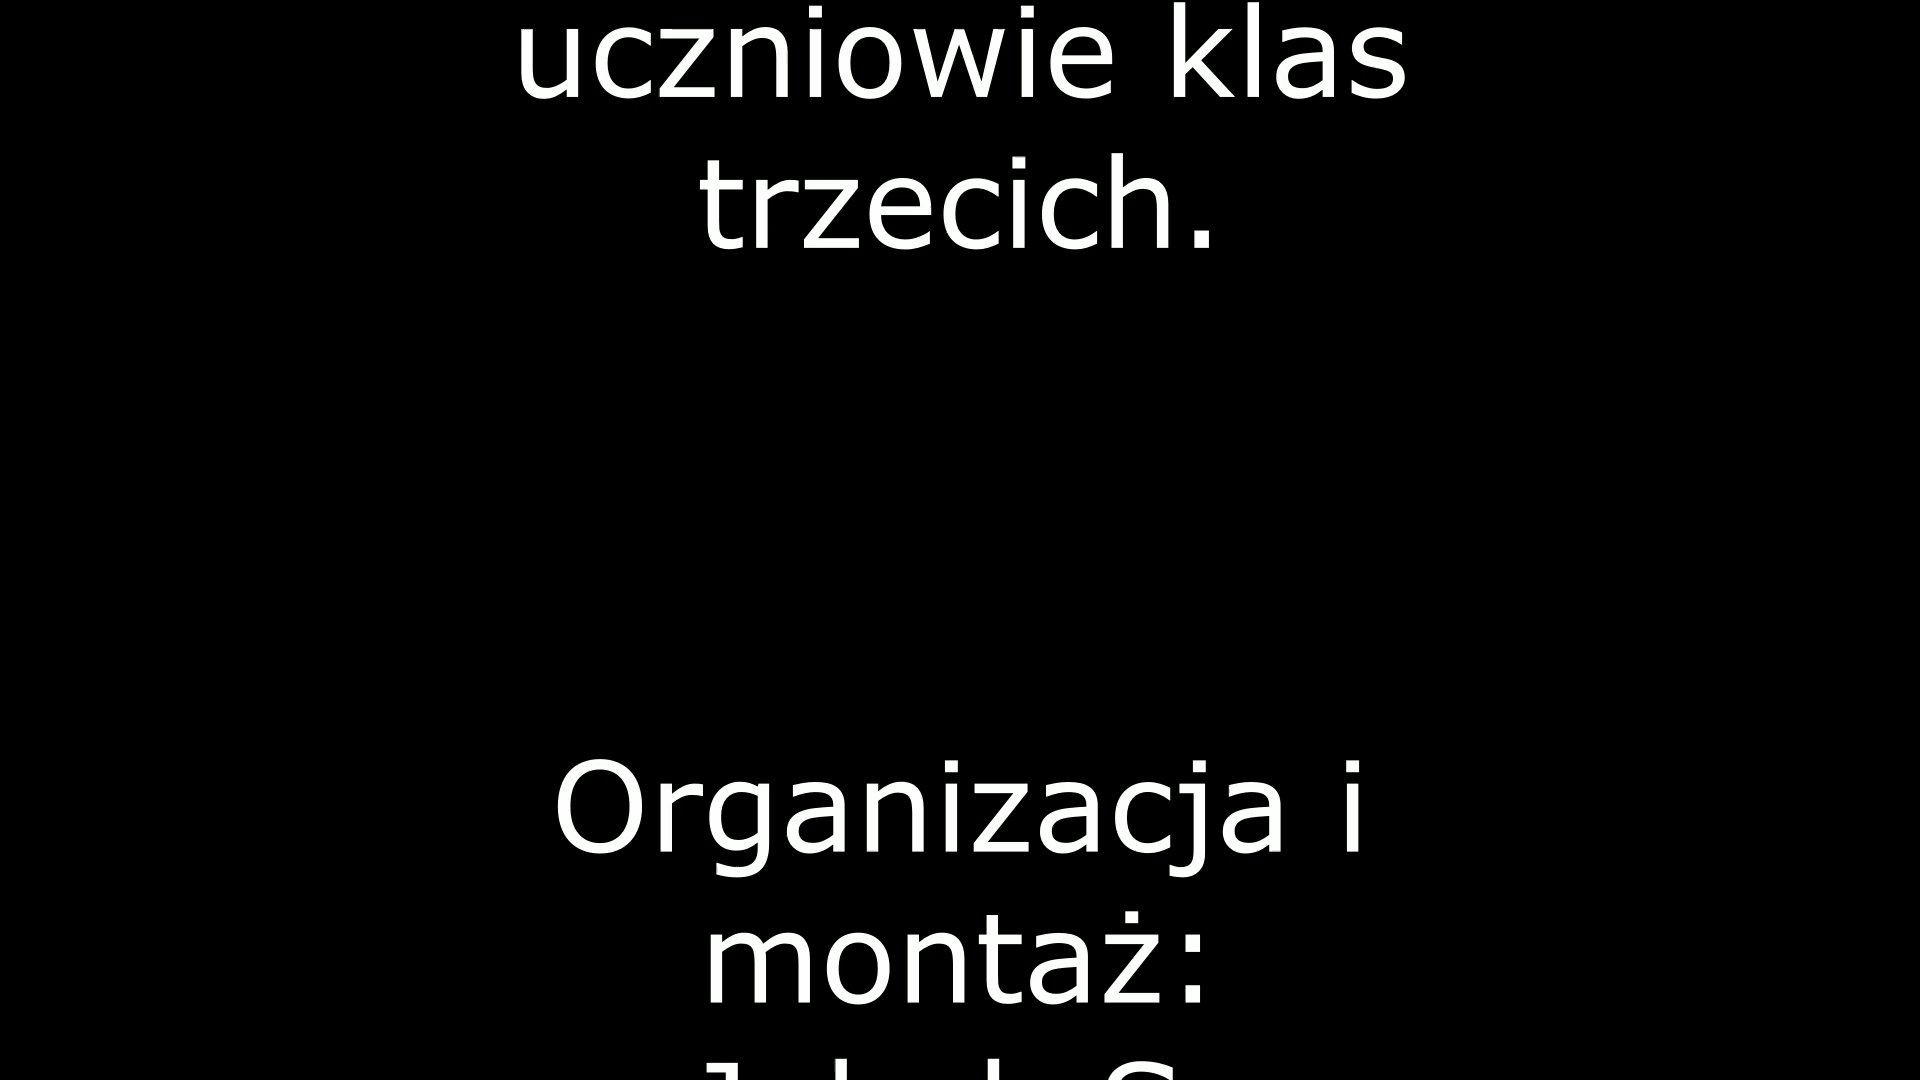 uczniowie klas
trzecich.
Organizacja i
montaż: